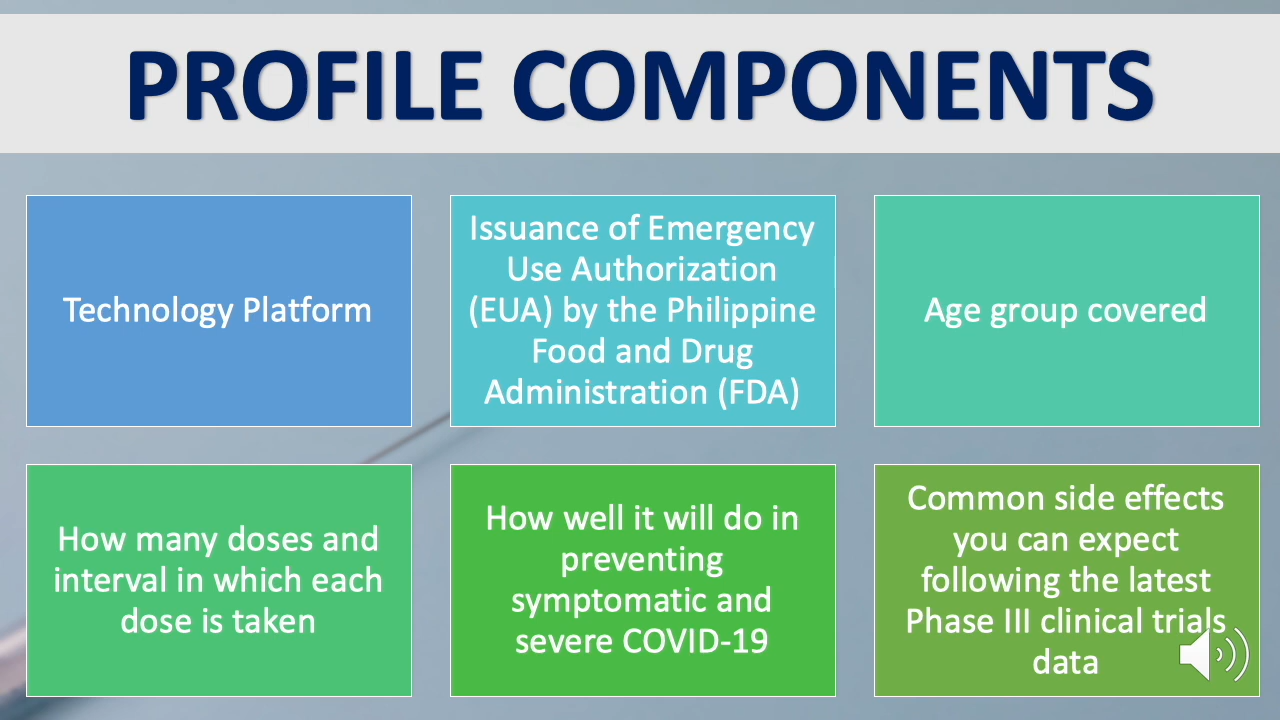 PROFILE COMPONENTS
Technology Platform
Issuance of Emergency
Use Authorization
(EUA) by the Philippine
Food and Drug
Administration (FDA)
Age group covered
How many doses and
interval in which each
dose is taken
How well it will do in
preventing
symptomatic and
severe COVID-19
Common side effects
you can expect
following the latest
Phase III clinical trials
data